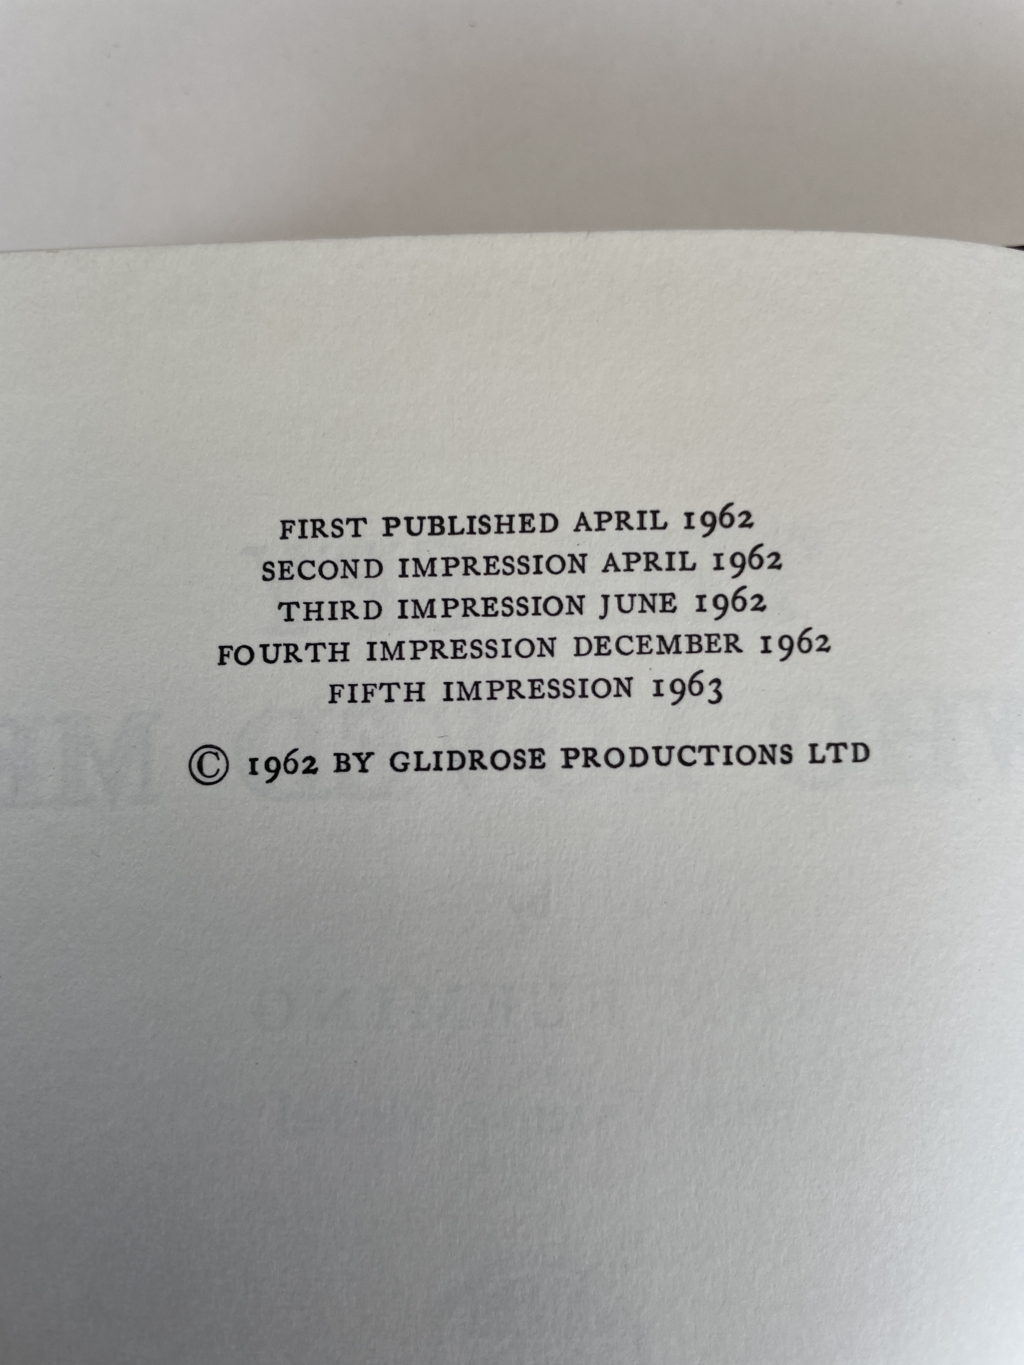 FIRST PUBLISHED APRIL 1962
SECOND IMPRESSION APRIL 1962
THIRD IMPRESSION JUNE 1962
FOURTH IMPRESSION DECEMBER 1962
FIFTH IMPRESSION 1963
© 1962 BY GLIDROSE PRODUCTIONS LTD